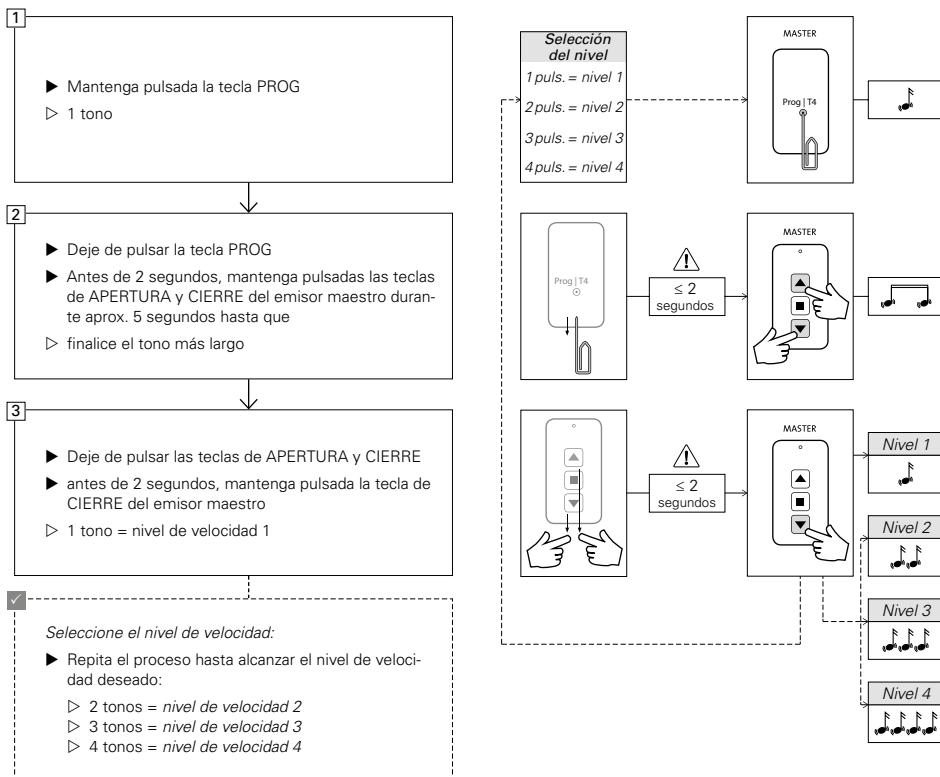 1
▶ Mantenga pulsada la tecla PROG
▷ 1 tono
2
▶ Deje de pulsar la tecla PROG
▶ Antes de 2 segundos, mantenga pulsadas las teclas
de APERTURA y CIERRE del emisor maestro duran-
te aprox. 5 segundos hasta que
▷ finalice el tono más largo
3
▶ Deje de pulsar las teclas de APERTURA y CIERRE
▶ antes de 2 segundos, mantenga pulsada la tecla de
CIERRE del emisor maestro
▷ 1 tono = nivel de velocidad 1
Seleccione el nivel de velocidad:
▶ Repita el proceso hasta alcanzar el nivel de veloci-
dad deseado:
▷ 2 tonos = nivel de velocidad 2
▷ 3 tonos = nivel de velocidad 3
▷ 4 tonos = nivel de velocidad 4
Selección
del nivel
1 puls. = nivel 1
2 puls. = nivel 2
3 puls. = nivel 3
4 puls. = nivel 4
MASTER
Prog | T4
Prog | T4
≤ 2
segundos
MASTER
≤ 2
segundos
MASTER
Nivel 1
Nivel 2
Nivel 3
Nivel 4